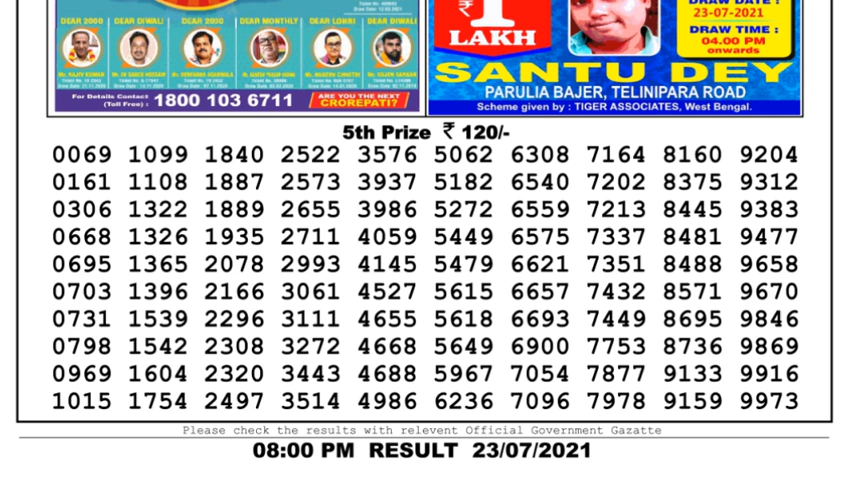 DEAR 2000 DEAR DIWALI DEAR 2000 DEAR MONTHLY DEAR LOHRI DEAR DIWALI
For Details Contact
(Toll Free) : 1800 103 6711
ARE YOU THE NEXT
CROREPATI?
₹1
LAKH
DRAW DATE :
23-07-2021
DRAW TIME :
04.00 PM
onwards
SANTU DEY
PARULIA BAJER, TELINIPARA ROAD
Scheme given by : TIGER ASSOCIATES, West Bengal.
5th Prize ₹ 120/-
0069 1099 1840 2522 3576 5062 6308 7164 8160 9204
0161 1108 1887 2573 3937 5182 6540 7202 8375 9312
0306 1322 1889 2655 3986 5272 6559 7213 8445 9383
0668 1326 1935 2711 4059 5449 6575 7337 8481 9477
0695 1365 2078 2993 4145 5479 6621 7351 8488 9658
0703 1396 2166 3061 4527 5615 6657 7432 8571 9670
0731 1539 2296 3111 4655 5618 6693 7449 8695 9846
0798 1542 2308 3272 4668 5649 6900 7753 8736 9869
0969 1604 2320 3443 4688 5967 7054 7877 9133 9916
1015 1754 2497 3514 4986 6236 7096 7978 9159 9973
Please check the results with relevent Official Government Gazatte
08:00 PM RESULT 23/07/2021